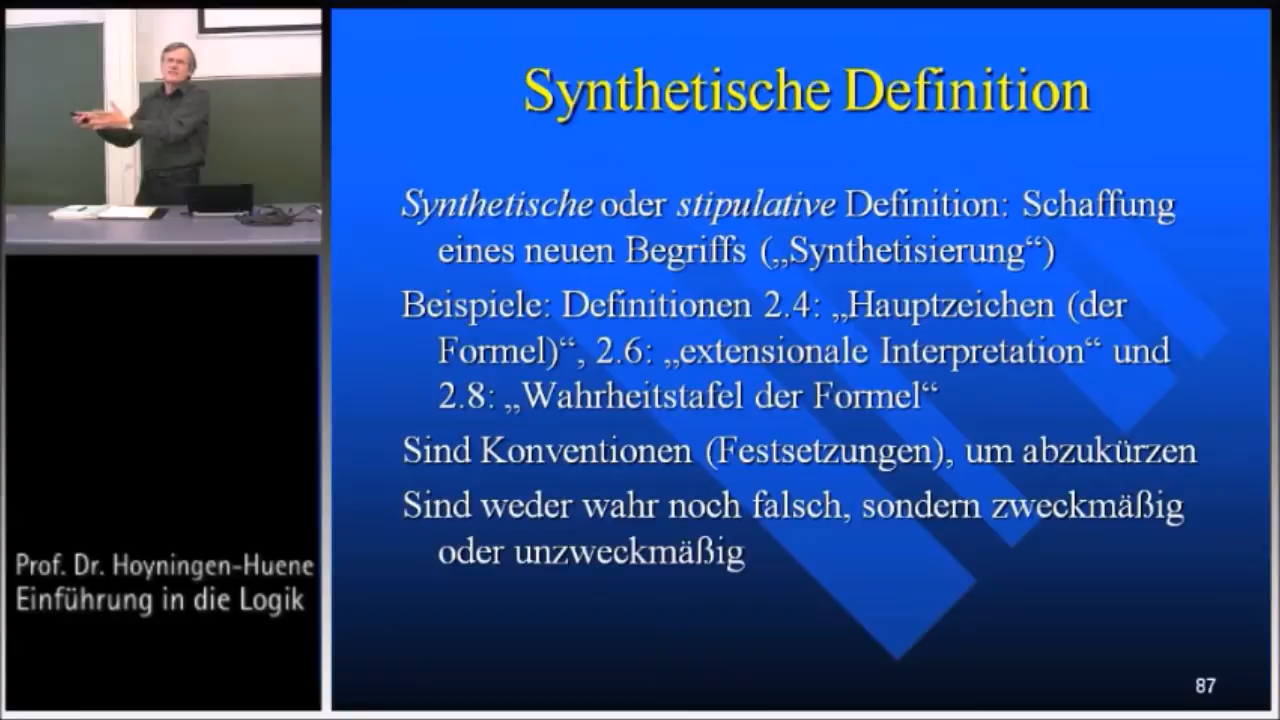 Synthetische Definition
Synthetische oder stipulative Definition: Schaffung
eines neuen Begriffs („Synthetisierung“)
Beispiele: Definitionen 2.4: „Hauptzeichen (der
Formel)“, 2.6: „extensionale Interpretation“ und
2.8: „Wahrheitstafel der Formel“
Sind Konventionen (Festsetzungen), um abzukürzen
Sind weder wahr noch falsch, sondern zweckmäßig
oder unzweckmäßig
87
Prof. Dr. Hoyningen-Huene
Einführung in die Logik